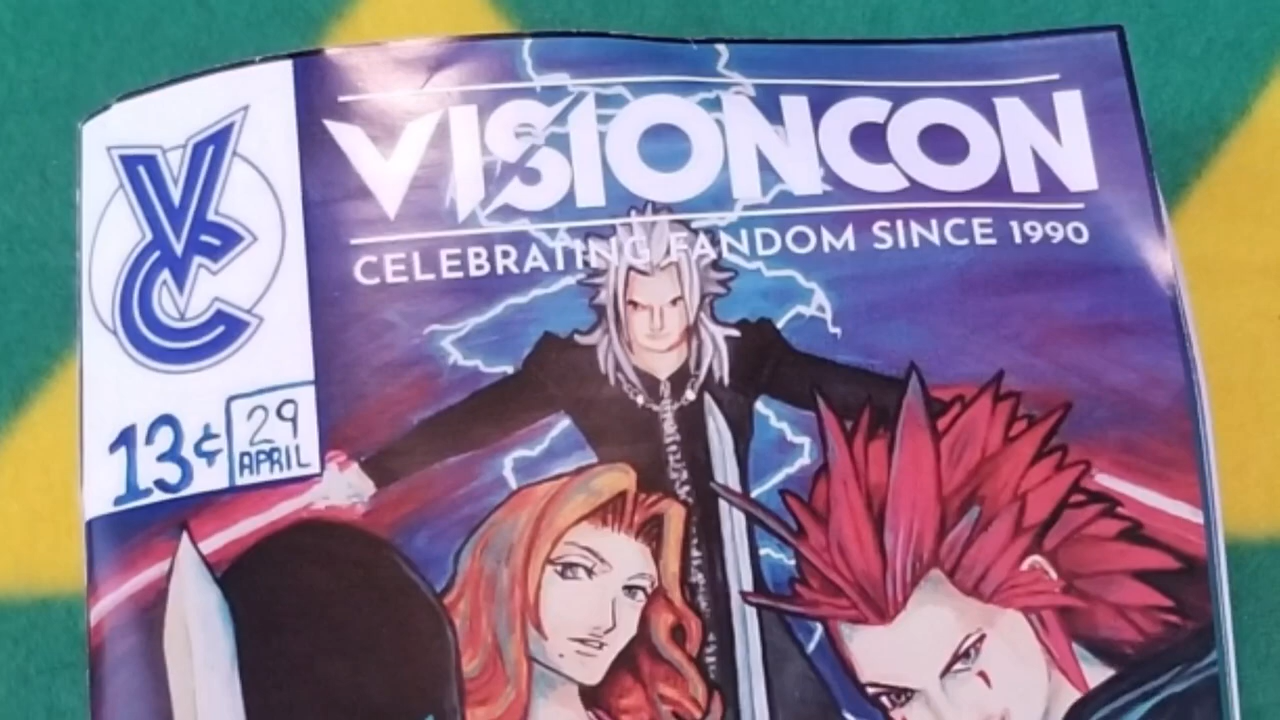 VC
VISIONCON
CELEBRATING FANDOM SINCE 1990
13¢
29
APRIL